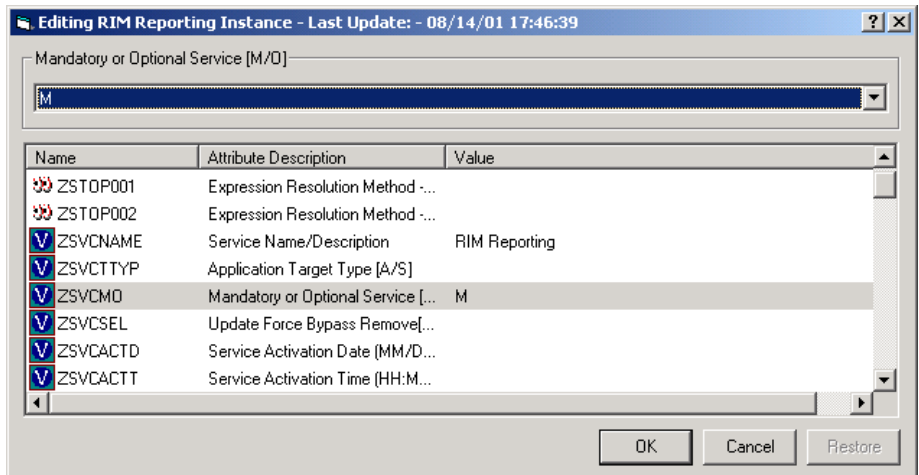 Editing RIM Reporting Instance - Last Update: - 08/14/01 17:46:39
Mandatory or Optional Service [M/O]
M
Name Attribute Description Value
ZSTOP001 Expression Resolution Method -...
ZSTOP002 Expression Resolution Method -...
V ZSVCNAME Service Name/Description RIM Reporting
V ZSVCTTYP Application Target Type [A/S]
V ZSVCMO Mandatory or Optional Service [... M
V ZSVCSEL Update Force Bypass Remove[...
V ZSVCACTD Service Activation Date (MM/D...
V ZSVCACTT Service Activation Time (HH:M...
OK Cancel Restore